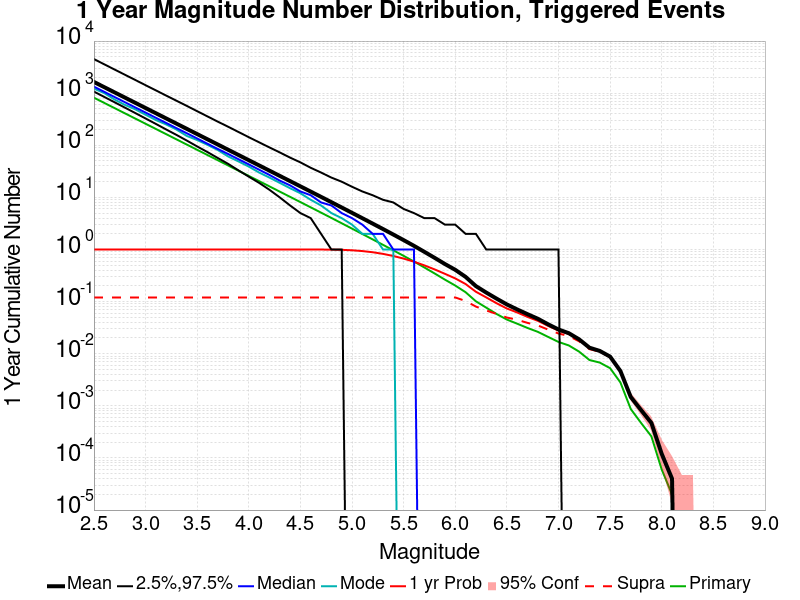 1 Year Magnitude Number Distribution, Triggered Events
1 Year Cumulative Number
10^4
10^3
10^2
10^1
10^0
10^-1
10^-2
10^-3
10^-4
10^-5
2.5 3.0 3.5 4.0 4.5 5.0 5.5 6.0 6.5 7.0 7.5 8.0 8.5 9.0
Magnitude
Mean 2.5%,97.5% Median Mode 1 yr Prob 95% Conf Supra Primary